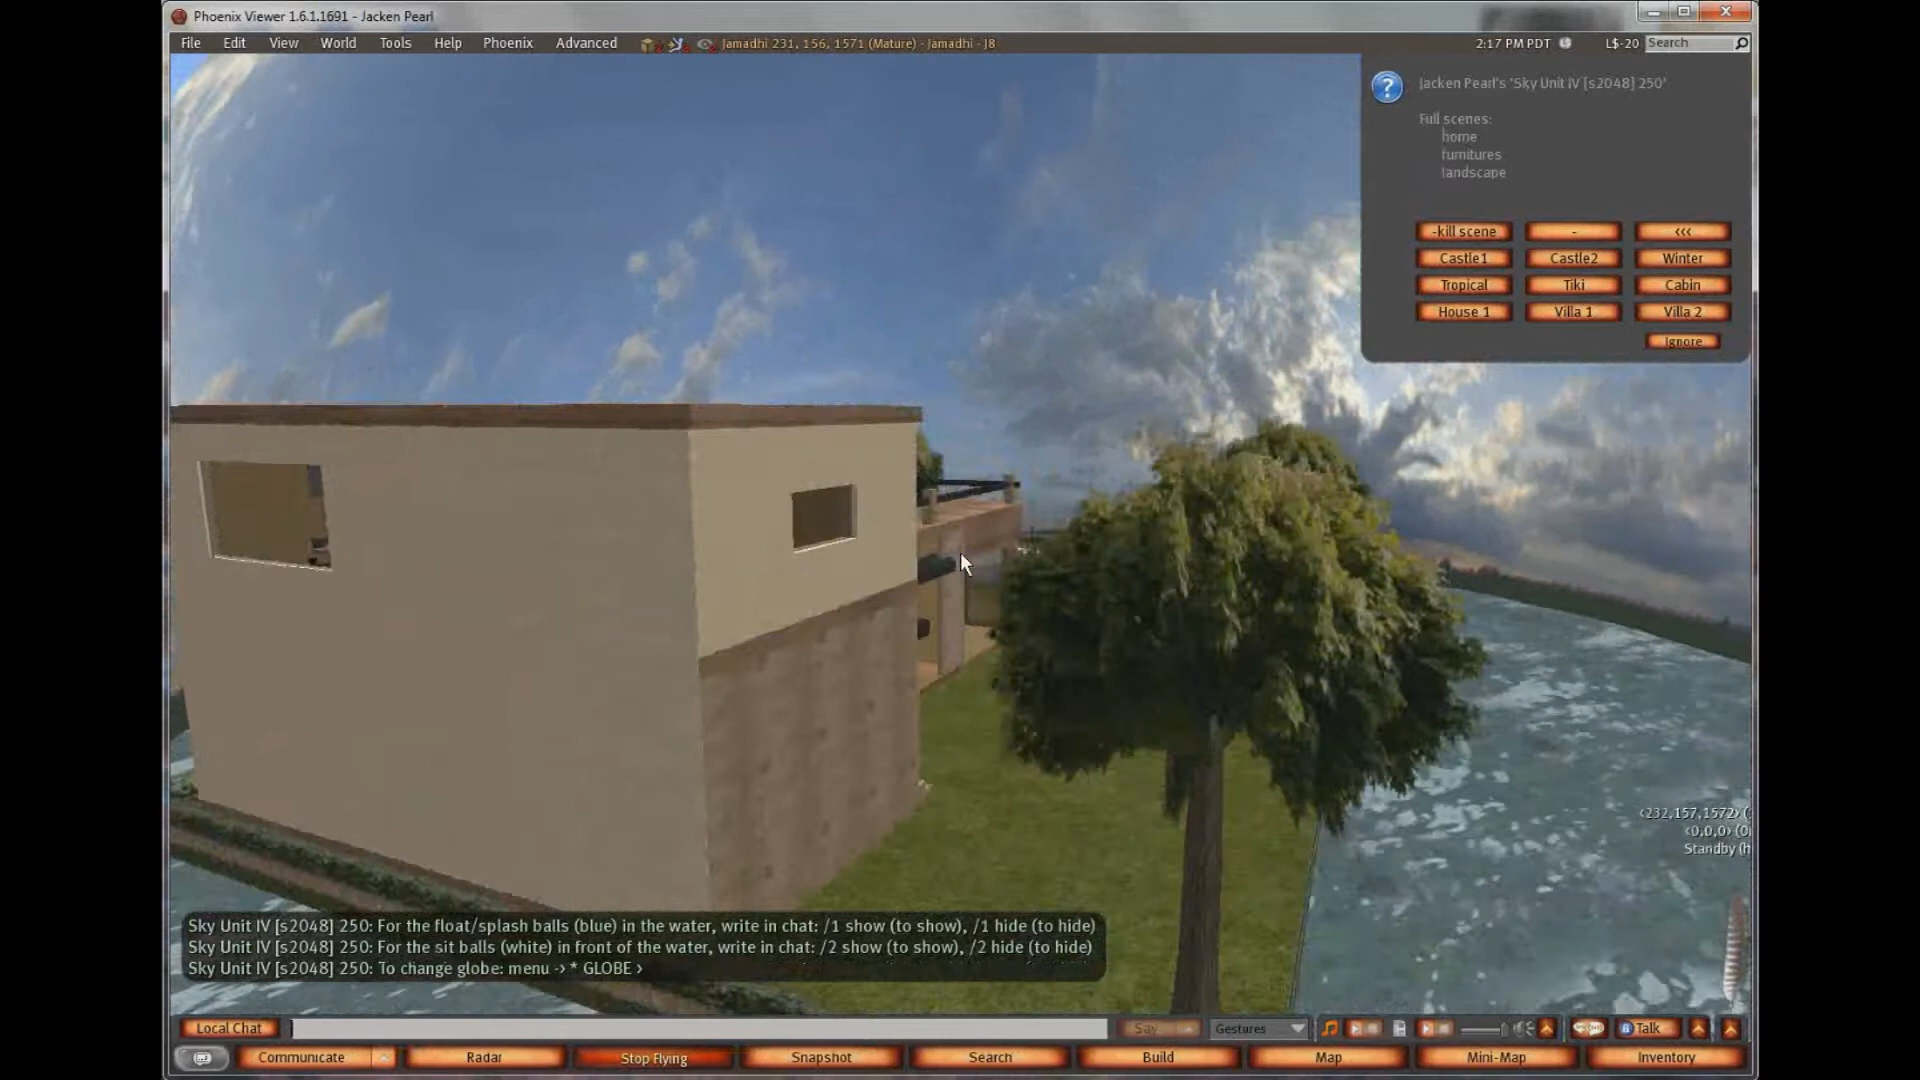 Phoenix Viewer 1.6.1.1691 - Jacken Pearl
File Edit View World Tools Help Phoenix Advanced Jamadhi 231, 156, 1571 (Mature) - Jamadhi - J8 2:17 PM PDT L$-20 Search
Jacken Pearl's 'Sky Unit IV [s2048] 250'
Full scenes:
home
furnitures
landscape
-kill scene - <<<
Castle1 Castle2 Winter
Tropical Tiki Cabin
House 1 Villa 1 Villa 2
Ignore
<232,157,1572> (
<0,0,0> (0
Standby (h
Sky Unit IV [s2048] 250: For the float/splash balls (blue) in the water, write in chat: /1 show (to show), /1 hide (to hide)
Sky Unit IV [s2048] 250: For the sit balls (white) in front of the water, write in chat: /2 show (to show), /2 hide (to hide)
Sky Unit IV [s2048] 250: To change globe: menu -> * GLOBE >
Local Chat Say Gestures Talk
Communicate Radar Stop Flying Snapshot Search Build Map Mini-Map Inventory